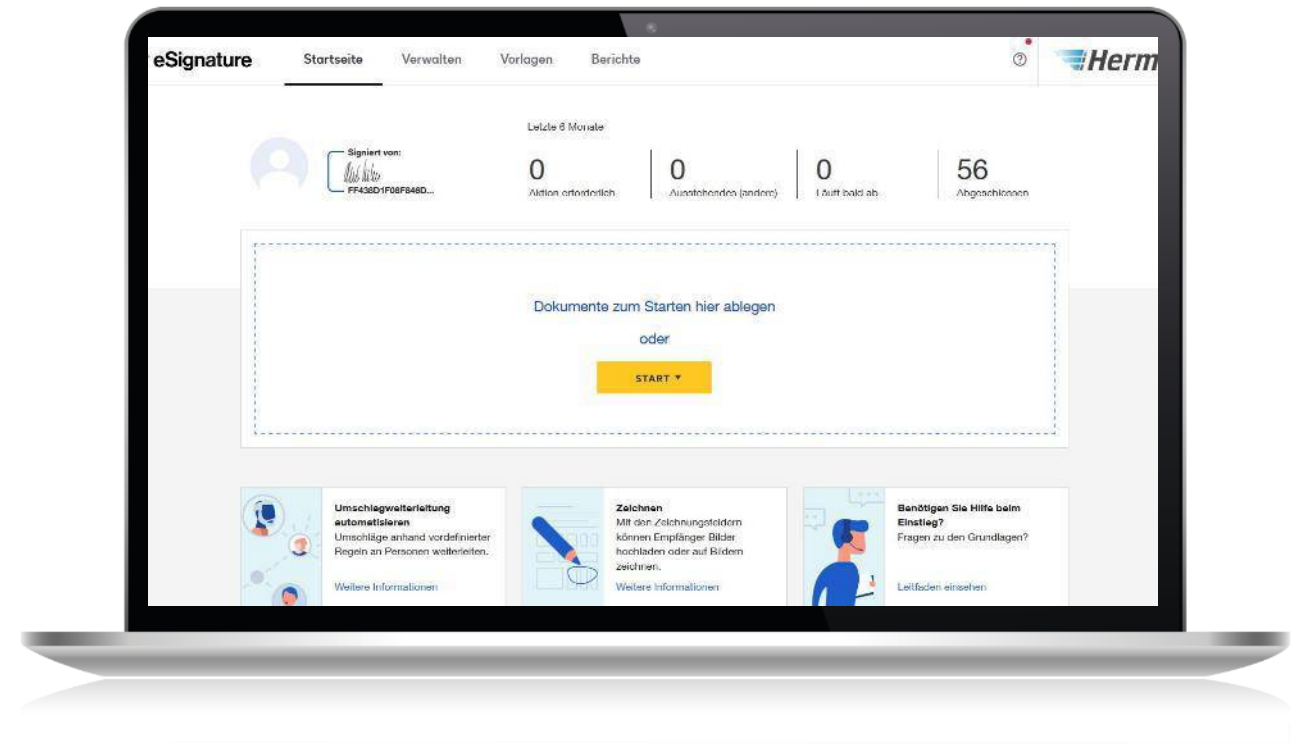 eSignature
Startseite
Verwalten
Vorlagen
Berichte
Herm
Letzte 6 Monate
Signiert von:
FF438D1F08F846D...
0
Aktion erforderlich
0
Ausstehendes (andere)
0
Läuft bald ab
56
Abgeschlossen
Dokumente zum Starten hier ablegen
oder
START
Umschlagweiterleitung
automatisieren
Umschläge anhand vordefinierter
Regeln an Personen weiterleiten.
Weitere Informationen
Zeichnen
Mit den Zeichnungsfeldern
können Empfänger Bilder
hochladen oder auf Bildern
zeichnen.
Weitere Informationen
Benötigen Sie Hilfe beim
Einstieg?
Fragen zu den Grundlagen?
Leitfaden einsehen